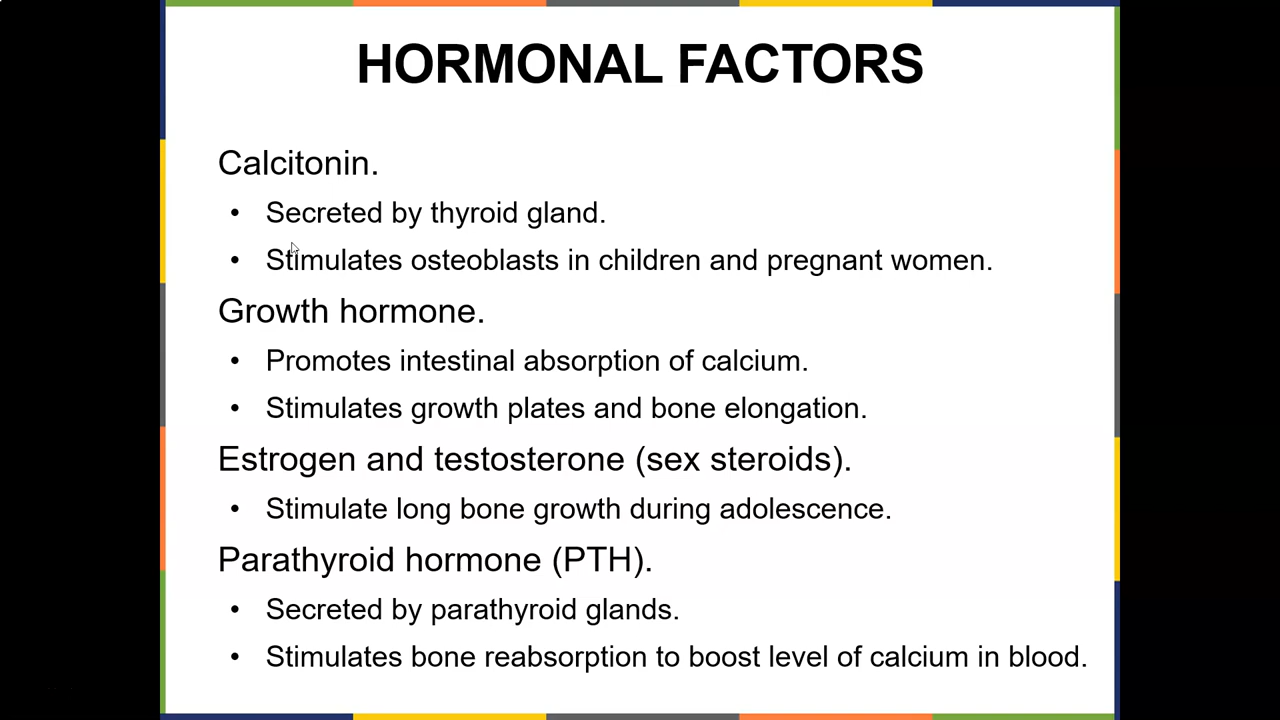 HORMONAL FACTORS
Calcitonin.
• Secreted by thyroid gland.
• Stimulates osteoblasts in children and pregnant women.
Growth hormone.
• Promotes intestinal absorption of calcium.
• Stimulates growth plates and bone elongation.
Estrogen and testosterone (sex steroids).
• Stimulate long bone growth during adolescence.
Parathyroid hormone (PTH).
• Secreted by parathyroid glands.
• Stimulates bone reabsorption to boost level of calcium in blood.